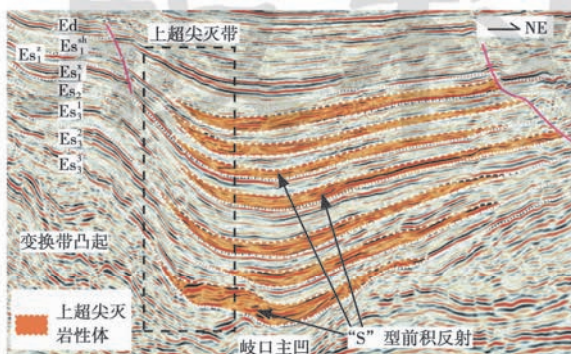 Ed
Es₁ˢʰ
Es₁ᶻ
Es₁ˣ
Es₂
Es₃¹
Es₃²
Es₃³
上超尖灭带
NE
变换带凸起
上超尖灭
岩性体
岐口主凹
“S”型前积反射